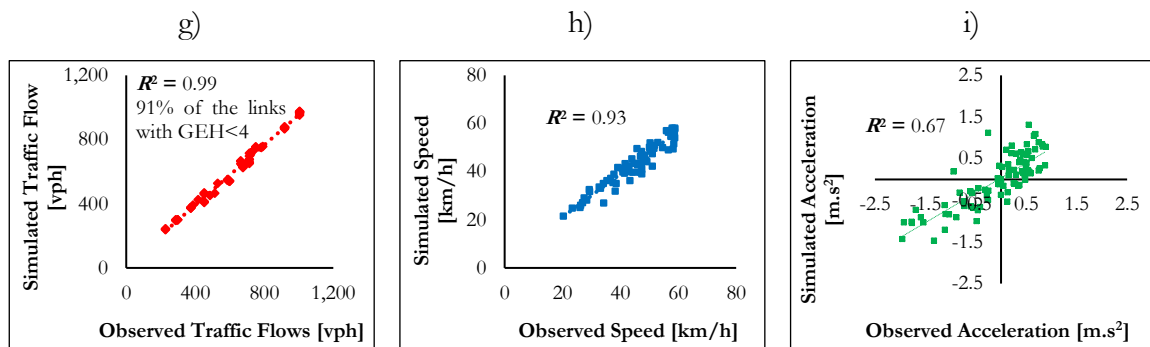 g)
h)
i)
Simulated Traffic Flow
[vph]
1,200
800
400
0
R² = 0.99
91% of the links
with GEH<4
0 400 800 1,200
Observed Traffic Flows [vph]
Simulated Speed
[km/h]
80
60
40
20
0
R² = 0.93
0 20 40 60 80
Observed Speed [km/h]
Simulated Acceleration
[m.s²]
R² = 0.67
2.5
1.5
0.5
-0.5
-1.5
-2.5
-2.5 -1.5 -0.5 0.5 1.5 2.5
Observed Acceleration [m.s²]